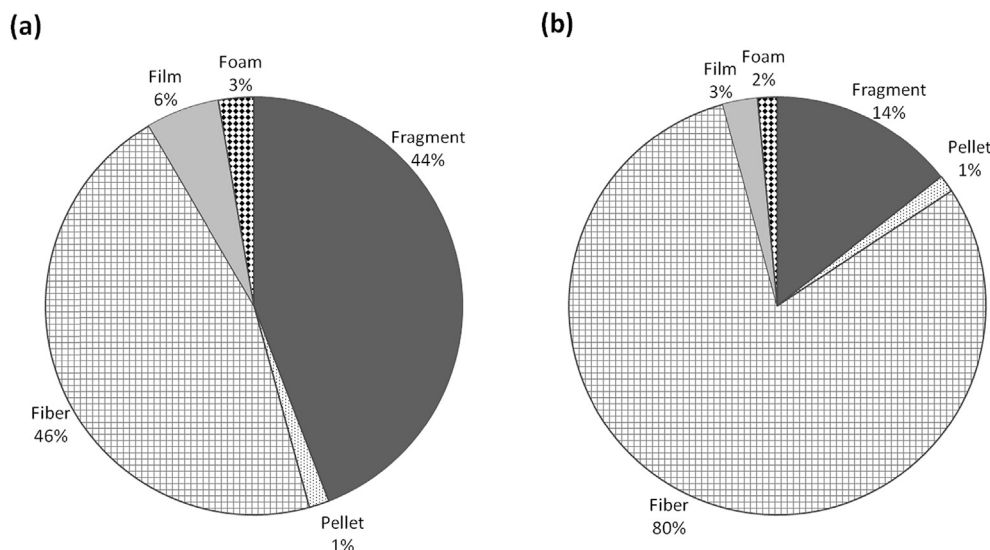 (a)
Foam
3%
Film
6%
Fragment
44%
Fiber
46%
Pellet
1%
(b)
Foam
2%
Film
3%
Fragment
14%
Pellet
1%
Fiber
80%